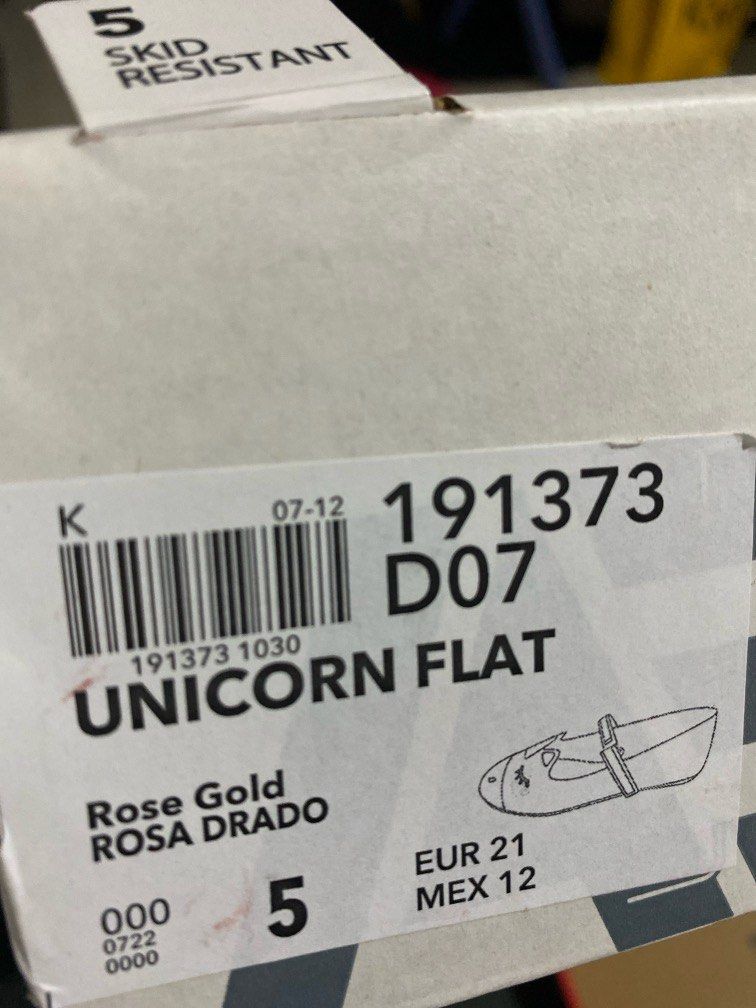 5
SKID
RESISTANT
K
07-12
191373
D07
191373 1030
UNICORN FLAT
Rose Gold
ROSA DRADO
000
0722
0000
5
EUR 21
MEX 12